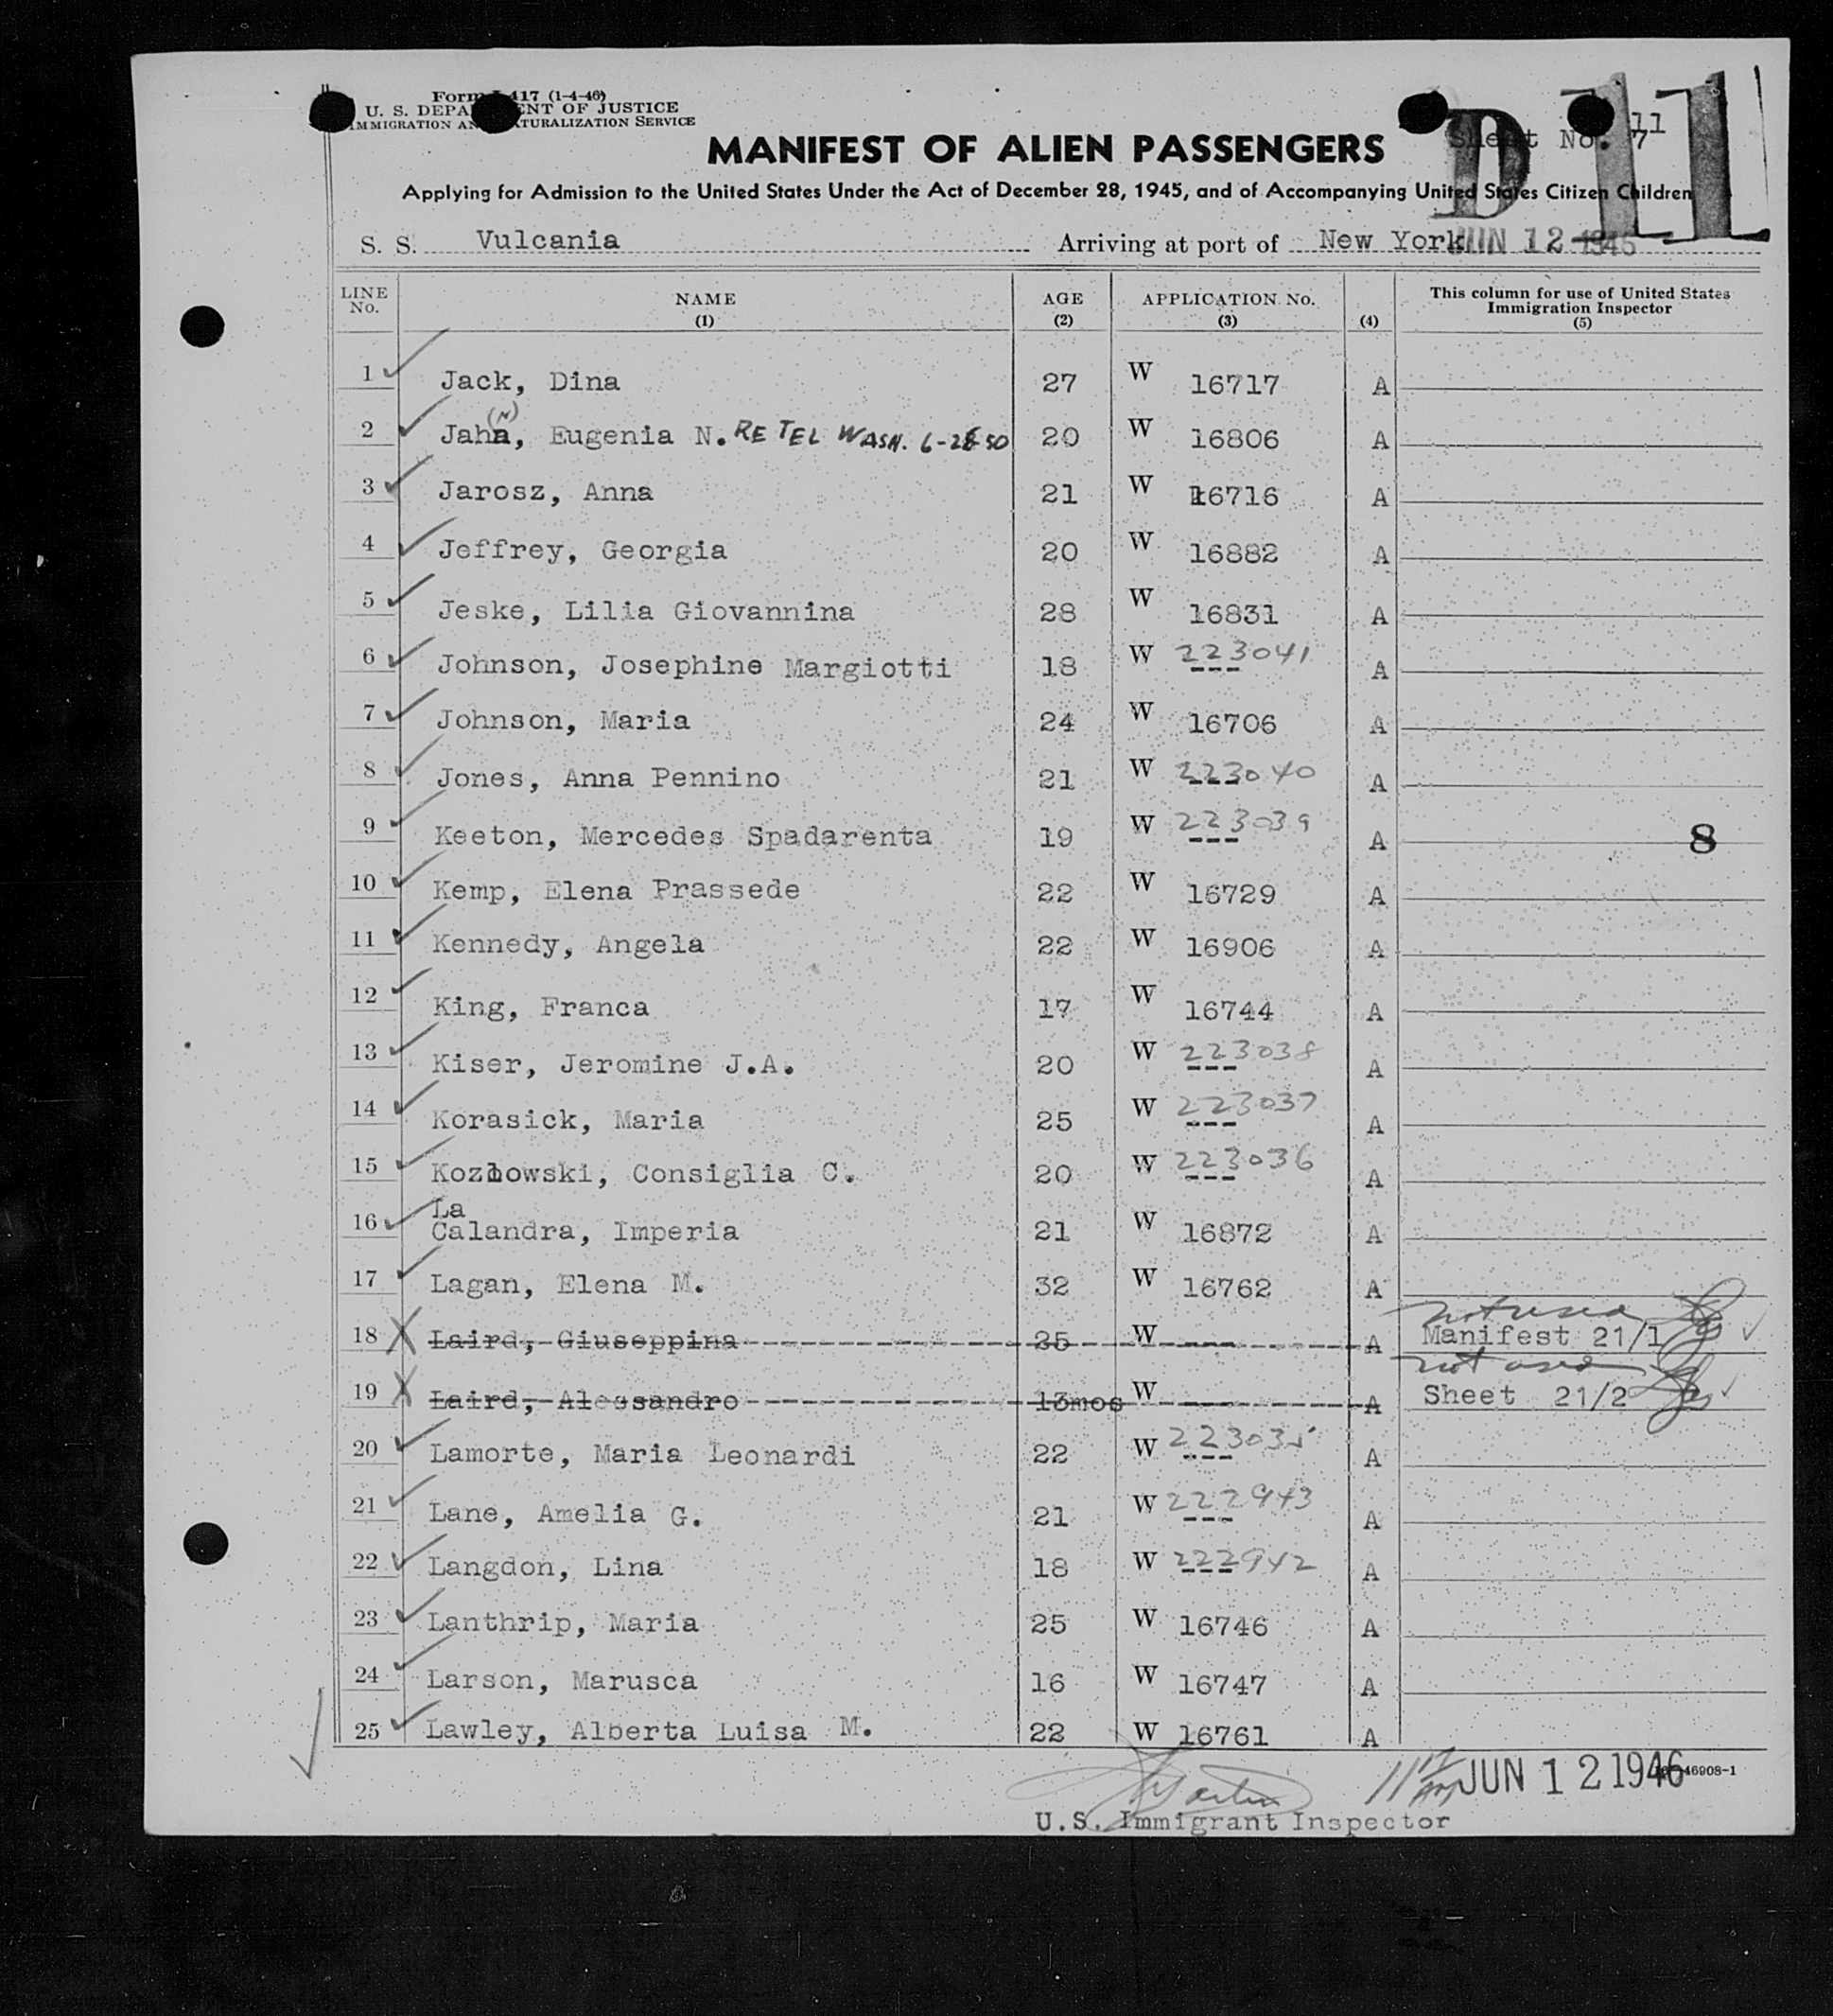 Form I-417 (1-4-46)
U. S. DEPARTMENT OF JUSTICE
IMMIGRATION AND NATURALIZATION SERVICE
D 11
11
Sheet No. 7
MANIFEST OF ALIEN PASSENGERS
Applying for Admission to the United States Under the Act of December 28, 1945, and of Accompanying United States Citizen Children
S. S. Vulcania Arriving at port of New York JUN 12 1946
LINE No. NAME (1) AGE (2) APPLICATION No. (3) (4) This column for use of United States Immigration Inspector (5)
1 Jack, Dina 27 W 16717 A
2 Jahn, (N) Eugenia N. RE TEL WASH. 6-28-50 20 W 16806 A
3 Jarosz, Anna 21 W 16716 A
4 Jeffrey, Georgia 20 W 16882 A
5 Jeske, Lilia Giovannina 28 W 16831 A
6 Johnson, Josephine Margiotti 18 W 223041 A
7 Johnson, Maria 24 W 16706 A
8 Jones, Anna Pennino 21 W 223040 A
9 Keeton, Mercedes Spadarenta 19 W 223039 A 8
10 Kemp, Elena Prassede 22 W 16729 A
11 Kennedy, Angela 22 W 16906 A
12 King, Franca 17 W 16744 A
13 Kiser, Jeromine J.A. 20 W 223038 A
14 Korasick, Maria 25 W 223037 A
15 Kozlowski, Consiglia C. 20 W 223036 A
16 La Calandra, Imperia 21 W 16872 A
17 Lagan, Elena M. 32 W 16762 A
18 X Laird, Giuseppina 25 W ---- A not used Manifest 21/1
19 X Laird, Alessandro 13mos W ---- A not used Sheet 21/2
20 Lamorte, Maria Leonardi 22 W 223035 A
21 Lane, Amelia G. 21 W 222943 A
22 Langdon, Lina 18 W 222942 A
23 Lanthrip, Maria 25 W 16746 A
24 Larson, Marusca 16 W 16747 A
25 Lawley, Alberta Luisa M. 22 W 16761 A
JUN 12 1946
46908-1
U.S. Immigrant Inspector